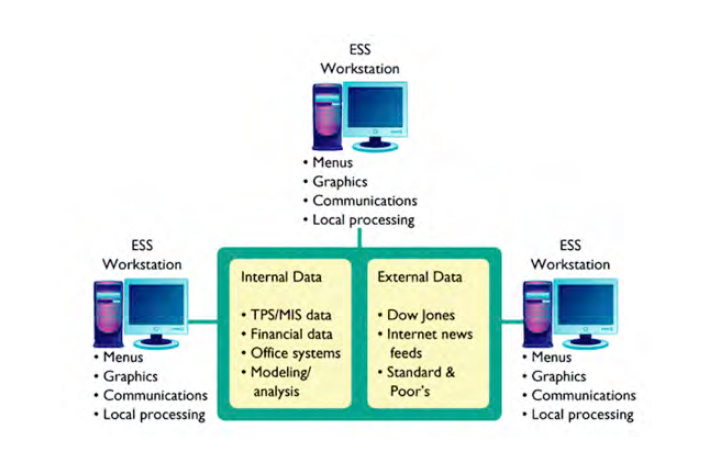 ESS
Workstation
• Menus
• Graphics
• Communications
• Local processing
ESS
Workstation
• Menus
• Graphics
• Communications
• Local processing
Internal Data
• TPS/MIS data
• Financial data
• Office systems
• Modeling/
analysis
External Data
• Dow Jones
• Internet news
feeds
• Standard &
Poor's
ESS
Workstation
• Menus
• Graphics
• Communications
• Local processing